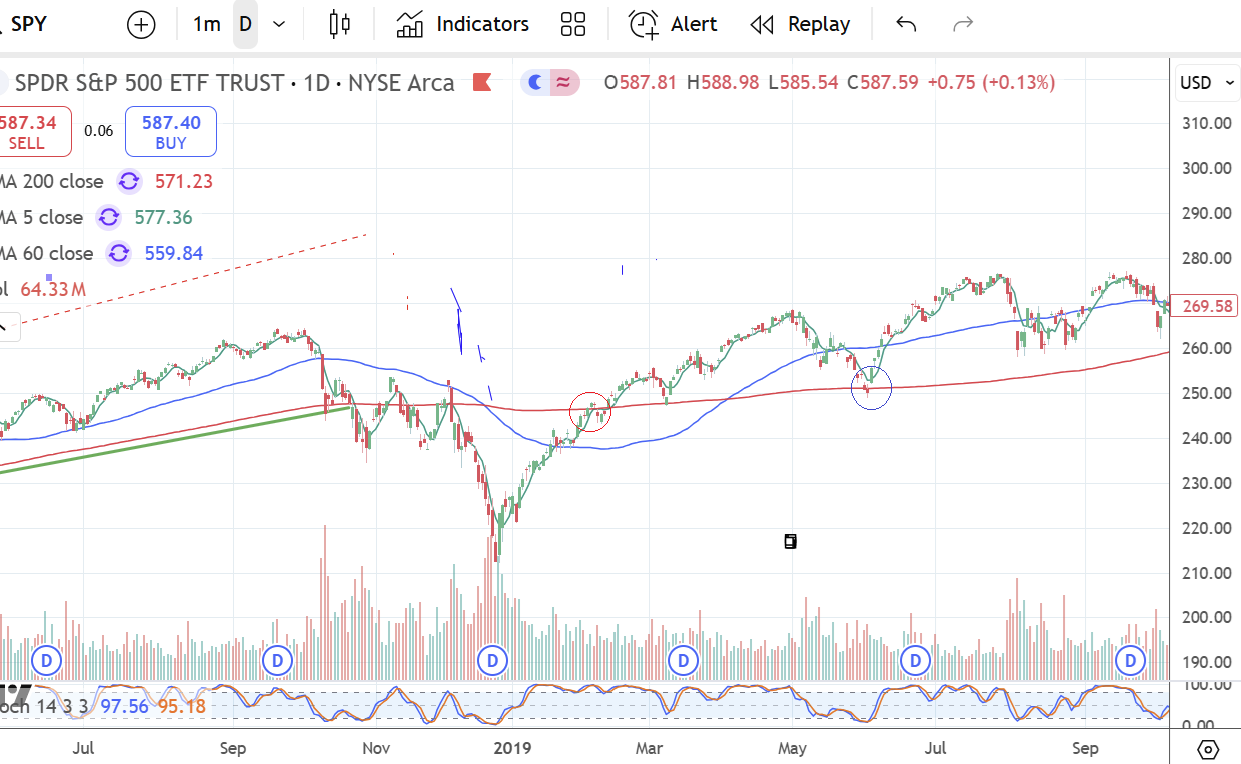 SPY 1m D Indicators Alert Replay
SPDR S&P 500 ETF TRUST · 1D · NYSE Arca O587.81 H588.98 L585.54 C587.59 +0.75 (+0.13%) USD
587.34 SELL 0.06 587.40 BUY
MA 200 close 571.23
MA 5 close 577.36
MA 60 close 559.84
ol 64.33M
310.00
300.00
290.00
280.00
269.58
260.00
250.00
240.00
230.00
220.00
210.00
200.00
190.00
D D D D D D
100.00
och 14 3 3 97.56 95.18
0.00
Jul Sep Nov 2019 Mar May Jul Sep